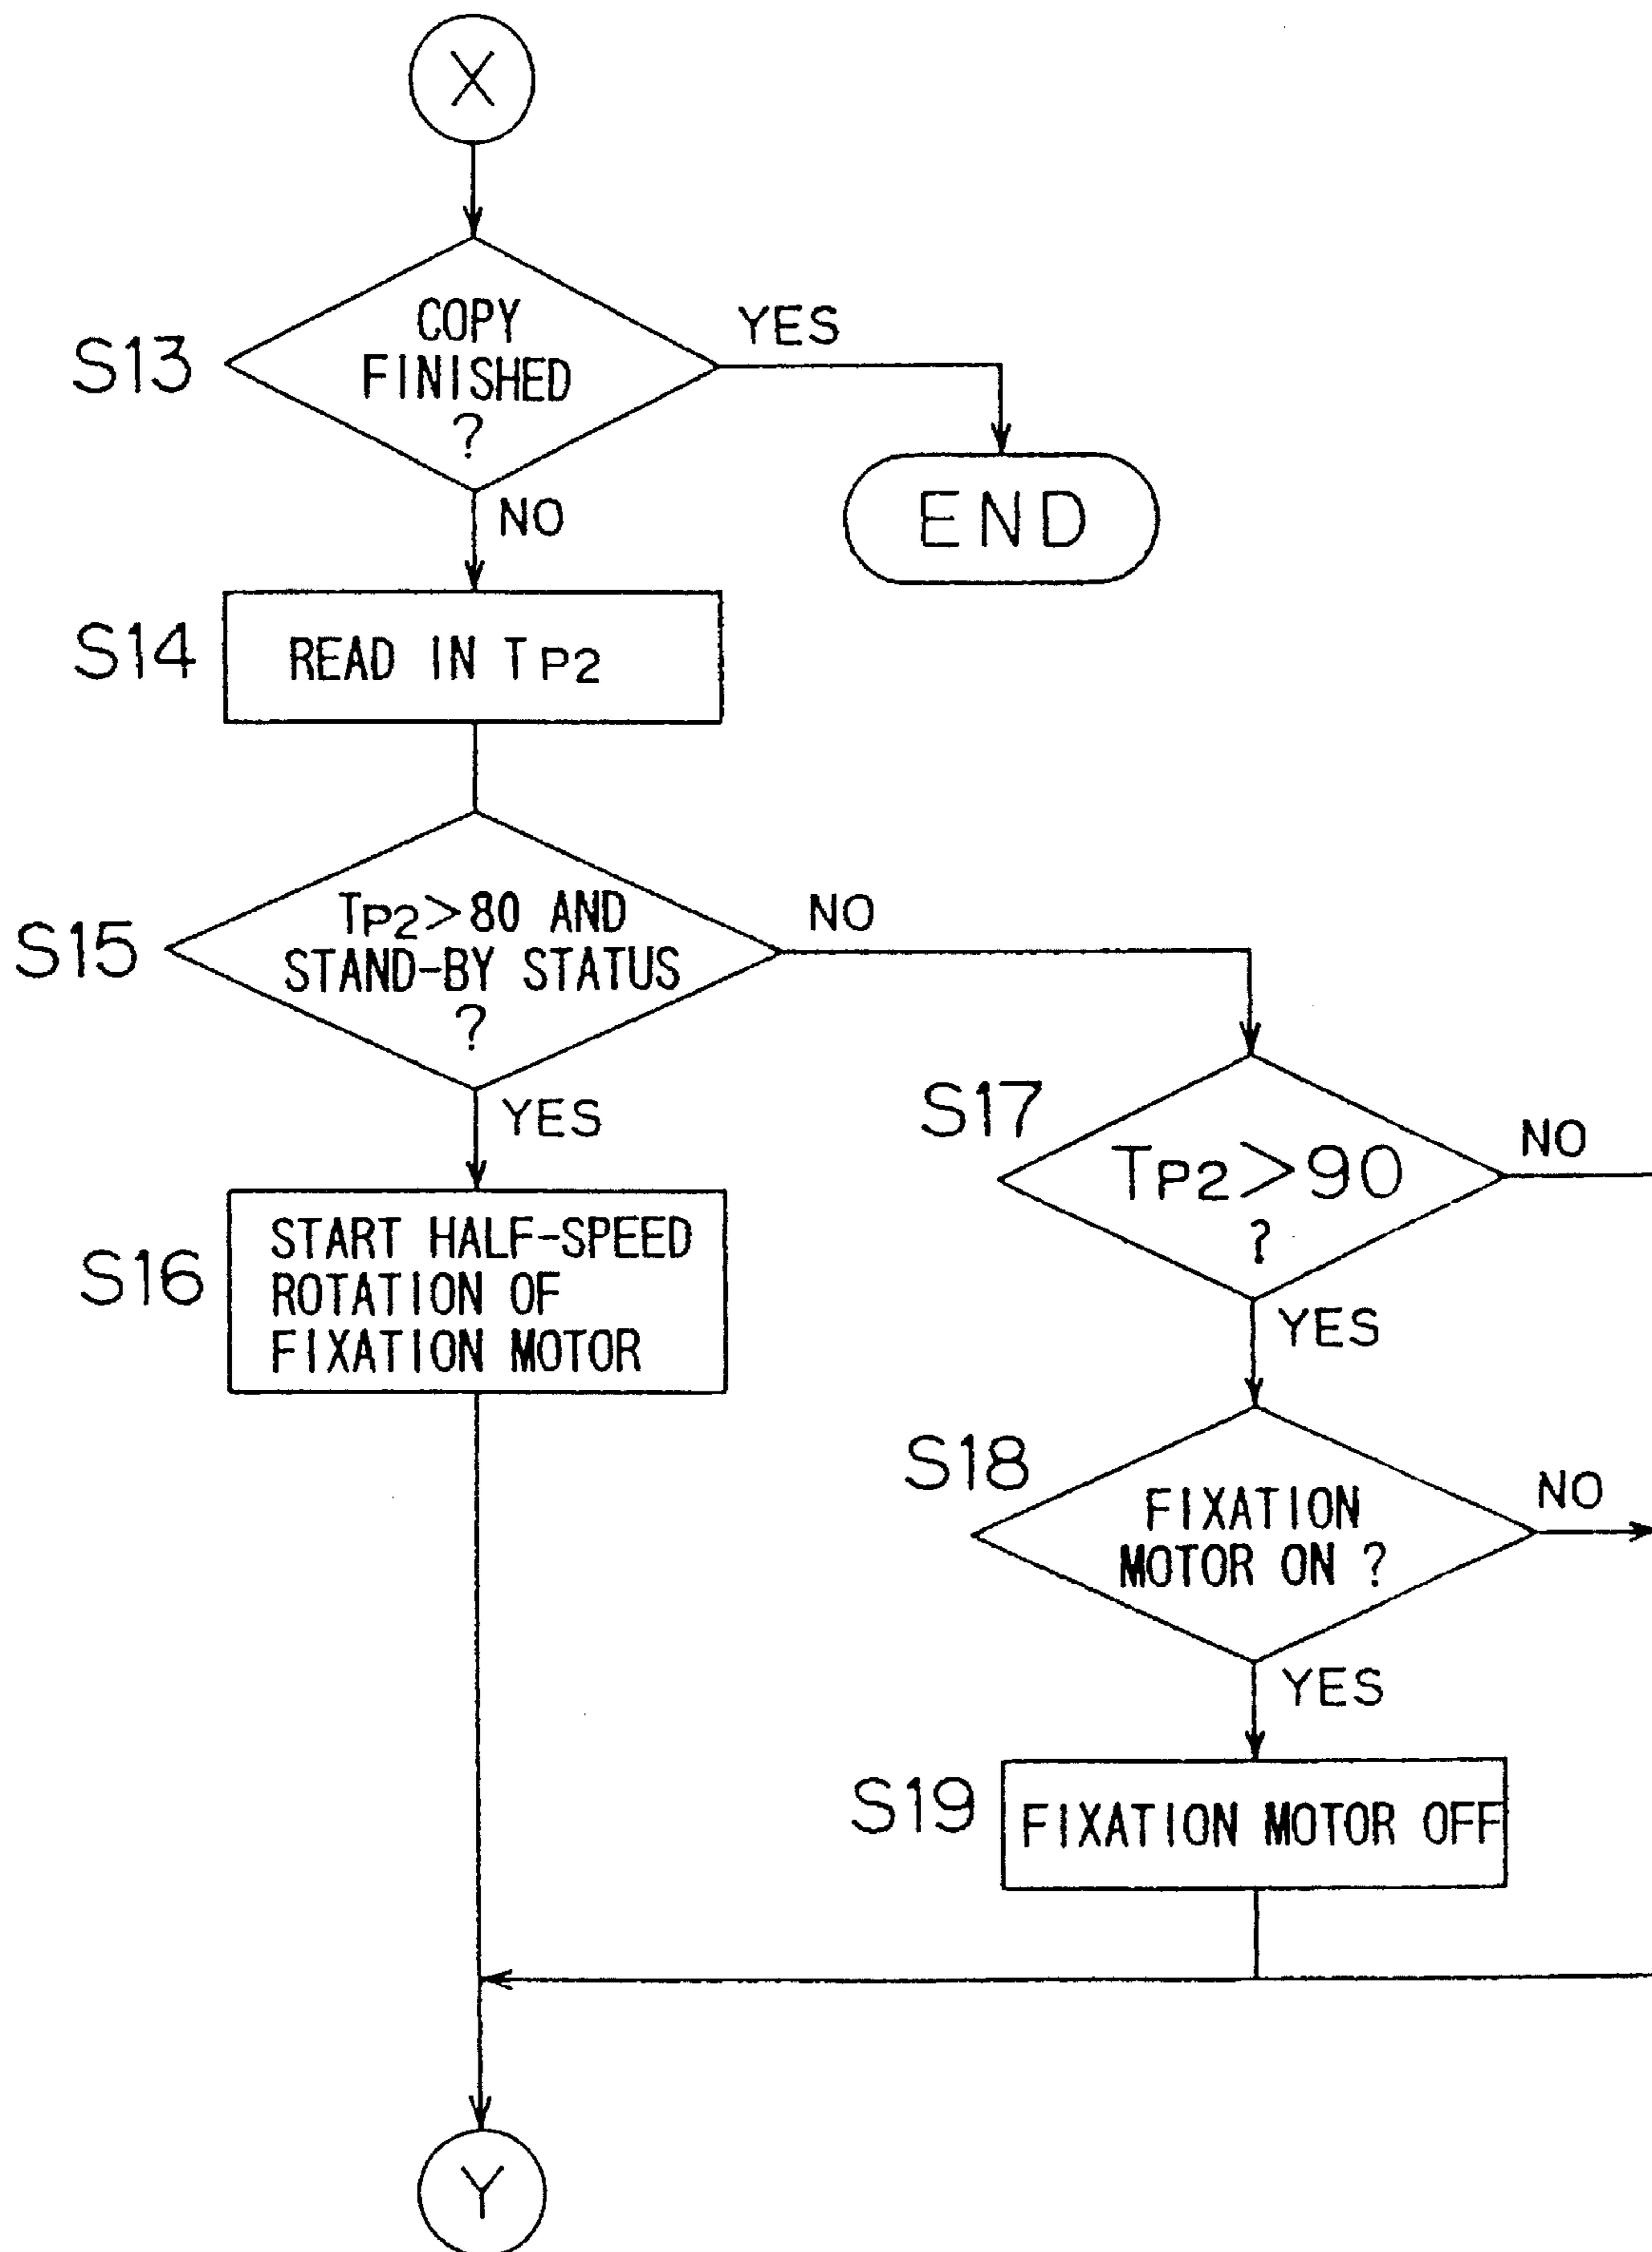 X
S13
COPY
FINISHED
?
YES
END
NO
S14
READ IN TP2
S15
TP2>80 AND
STAND-BY STATUS
?
NO
YES
S16
START HALF-SPEED
ROTATION OF
FIXATION MOTOR
S17
TP2>90
?
NO
YES
S18
FIXATION
MOTOR ON ?
NO
YES
S19
FIXATION MOTOR OFF
Y